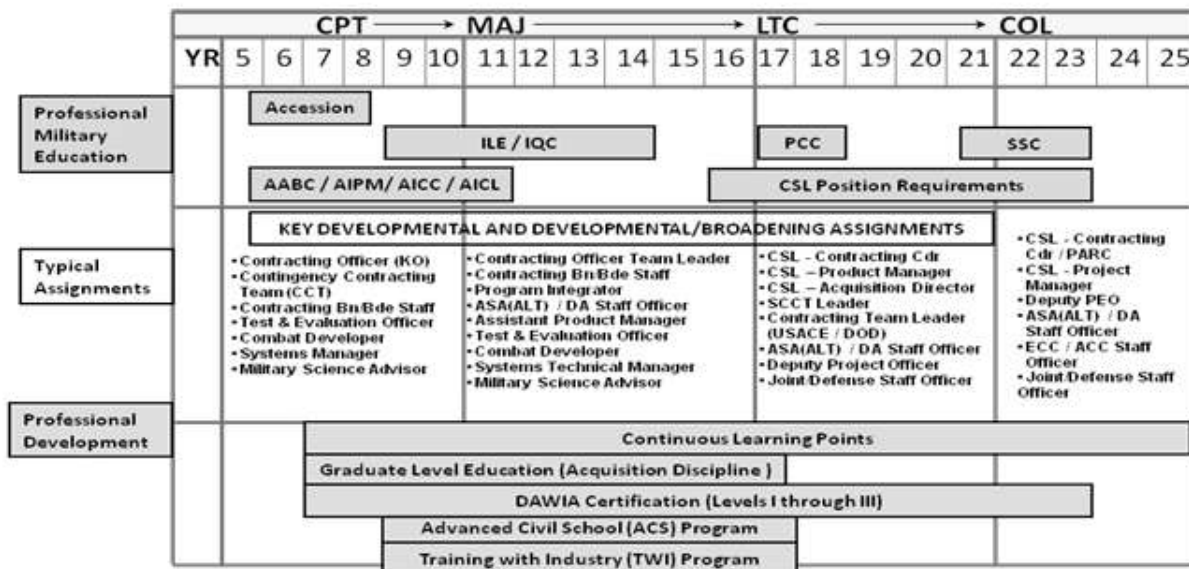 CPT MAJ LTC COL
YR 5 6 7 8 9 10 11 12 13 14 15 16 17 18 19 20 21 22 23 24 25
Professional
Military
Education
Accession
ILE / IQC
PCC
SSC
AABC / AIPM/ AICC / AICL
CSL Position Requirements
KEY DEVELOPMENTAL AND DEVELOPMENTAL/BROADENING ASSIGNMENTS
Typical
Assignments
• Contracting Officer (KO)
• Contingency Contracting
Team (CCT)
• Contracting Bn/Bde Staff
• Test & Evaluation Officer
• Combat Developer
• Systems Manager
• Military Science Advisor
• Contracting Officer Team Leader
• Contracting Bn/Bde Staff
• Program Integrator
• ASA(ALT) / DA Staff Officer
• Assistant Product Manager
• Test & Evaluation Officer
• Combat Developer
• Systems Technical Manager
• Military Science Advisor
• CSL - Contracting Cdr
• CSL – Product Manager
• CSL – Acquisition Director
• SCCT Leader
• Contracting Team Leader
(USACE / DOD)
• ASA(ALT) / DA Staff Officer
• Deputy Project Officer
• Joint/Defense Staff Officer
• CSL - Contracting
Cdr / PARC
• CSL - Project
Manager
• Deputy PEO
• ASA(ALT) / DA
Staff Officer
• ECC / ACC Staff
Officer
• Joint/Defense Staff
Officer
Professional
Development
Continuous Learning Points
Graduate Level Education (Acquisition Discipline )
DAWIA Certification (Levels I through III)
Advanced Civil School (ACS) Program
Training with Industry (TWI) Program